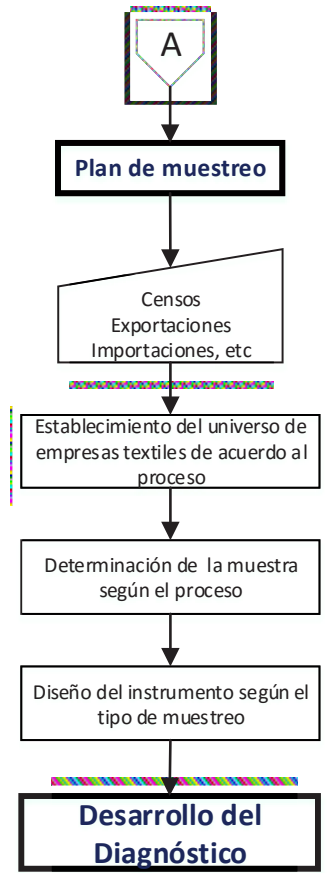 A
Plan de muestreo
Censos
Exportaciones
Importaciones, etc
Establecimiento del universo de
empresas textiles de acuerdo al
proceso
Determinación de la muestra
según el proceso
Diseño del instrumento según el
tipo de muestreo
Desarrollo del
Diagnóstico